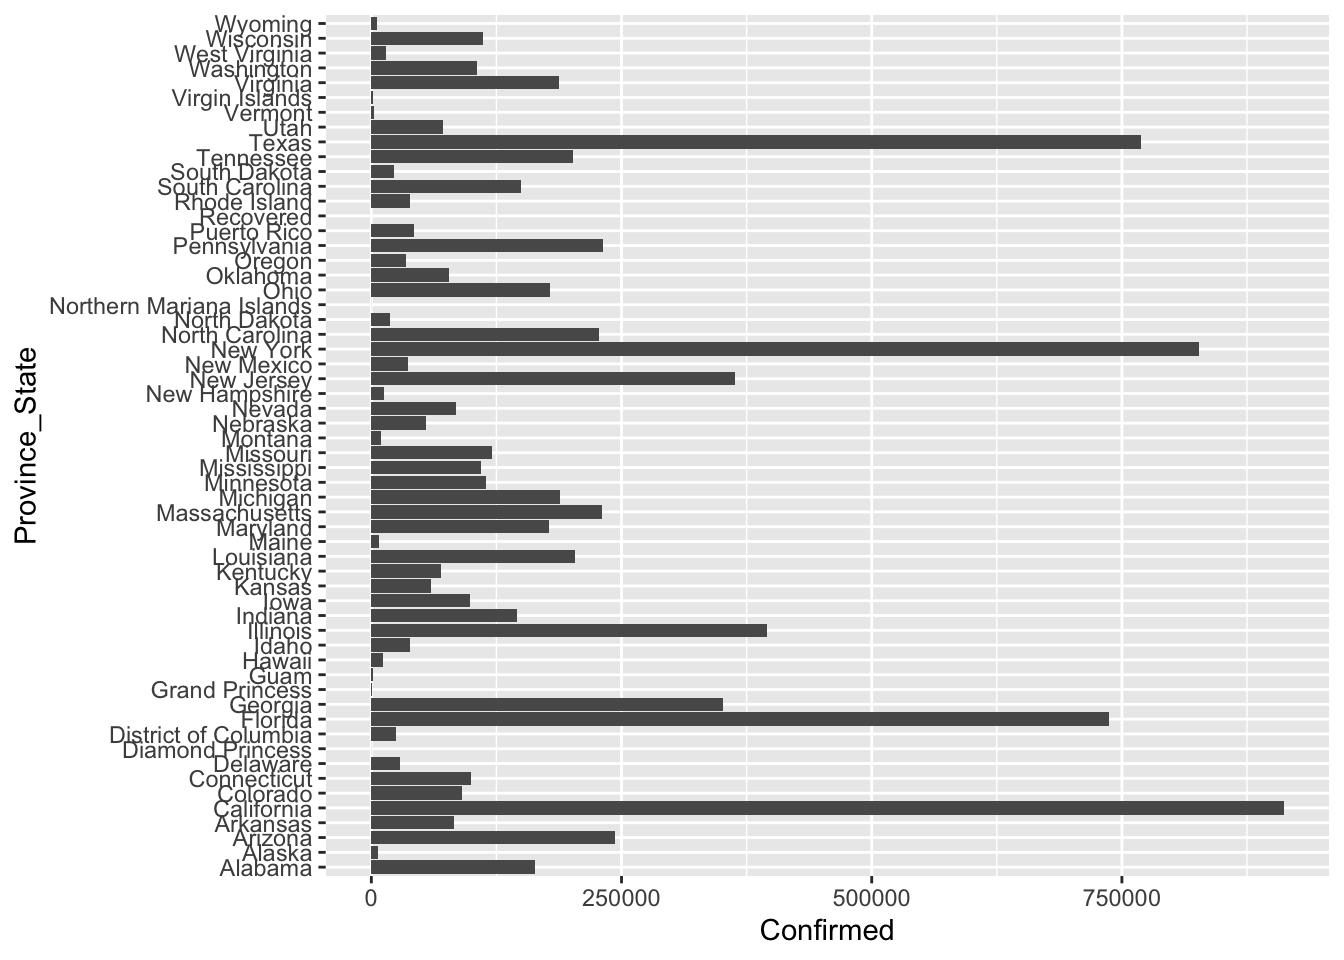 Wyoming
Wisconsin
West Virginia
Washington
Virginia
Virgin Islands
Vermont
Utah
Texas
Tennessee
South Dakota
South Carolina
Rhode Island
Recovered
Puerto Rico
Pennsylvania
Oregon
Oklahoma
Ohio
Northern Mariana Islands
North Dakota
North Carolina
New York
New Mexico
New Jersey
New Hampshire
Nevada
Nebraska
Montana
Missouri
Mississippi
Minnesota
Michigan
Massachusetts
Maryland
Maine
Louisiana
Kentucky
Kansas
Iowa
Indiana
Illinois
Idaho
Hawaii
Guam
Grand Princess
Georgia
Florida
District of Columbia
Diamond Princess
Delaware
Connecticut
Colorado
California
Arkansas
Arizona
Alaska
Alabama
Province_State
0 250000 500000 750000
Confirmed